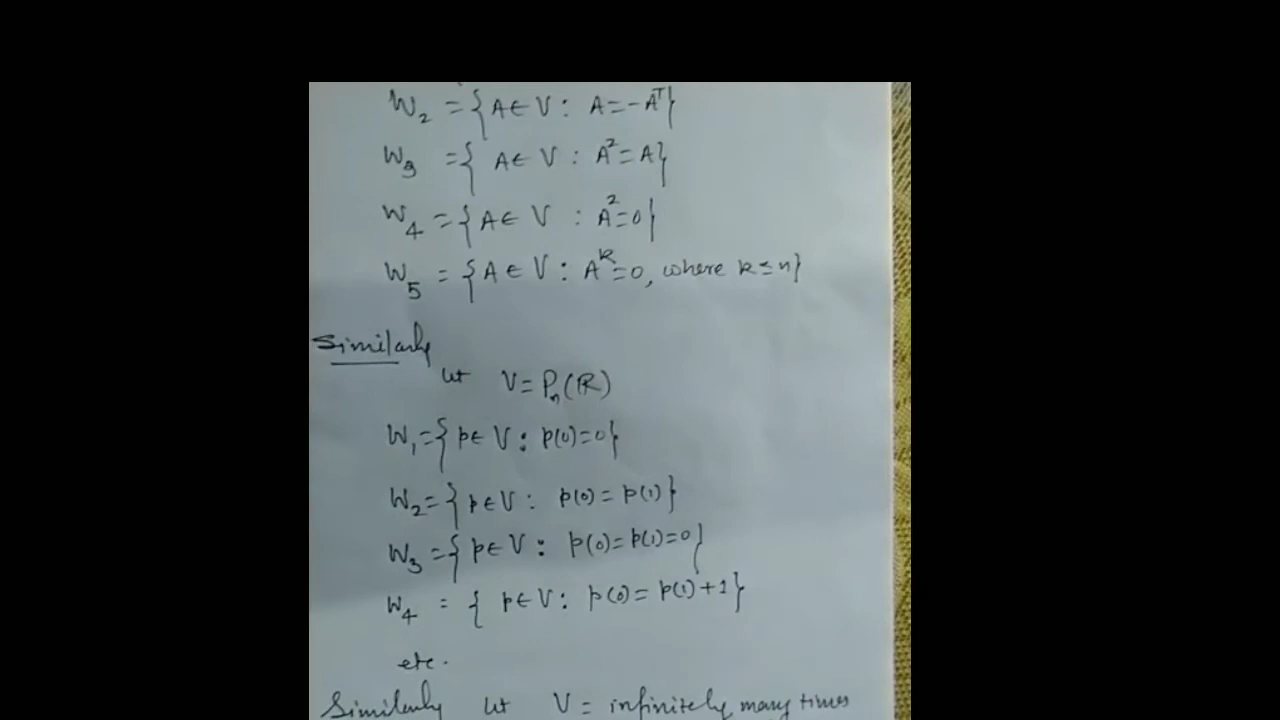 W₂ = {A ∈ V : A = -Aᵀ}
W₃ = {A ∈ V : A² = A}
W₄ = {A ∈ V : A² = 0}
W₅ = {A ∈ V : Aᵏ = 0, where k ≤ n}
Similarly
let V = Pₙ(ℝ)
W₁ = {p ∈ V : p(0) = 0}
W₂ = {p ∈ V : p(0) = p(1)}
W₃ = {p ∈ V : p(0) = p(1) = 0}
W₄ = {p ∈ V : p(0) = p(1) + 1}
etc.
Similarly let V = infinitely many times